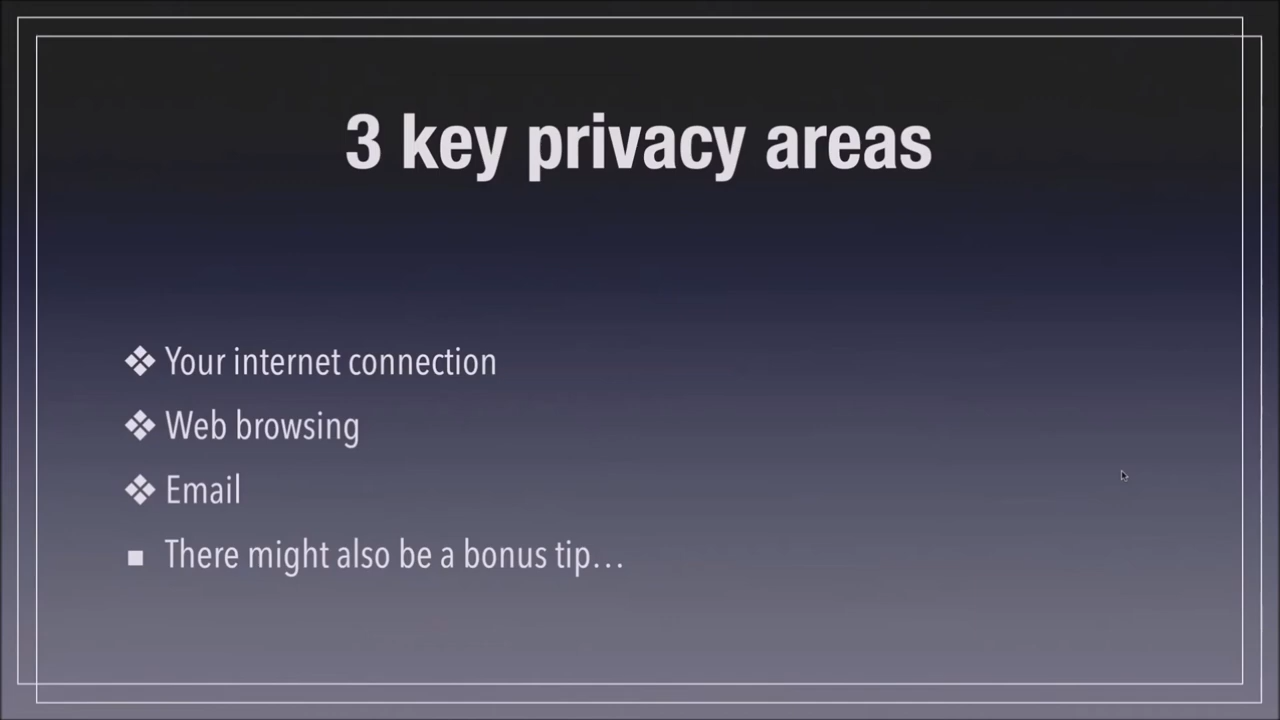 3 key privacy areas
❖ Your internet connection
❖ Web browsing
❖ Email
■ There might also be a bonus tip…